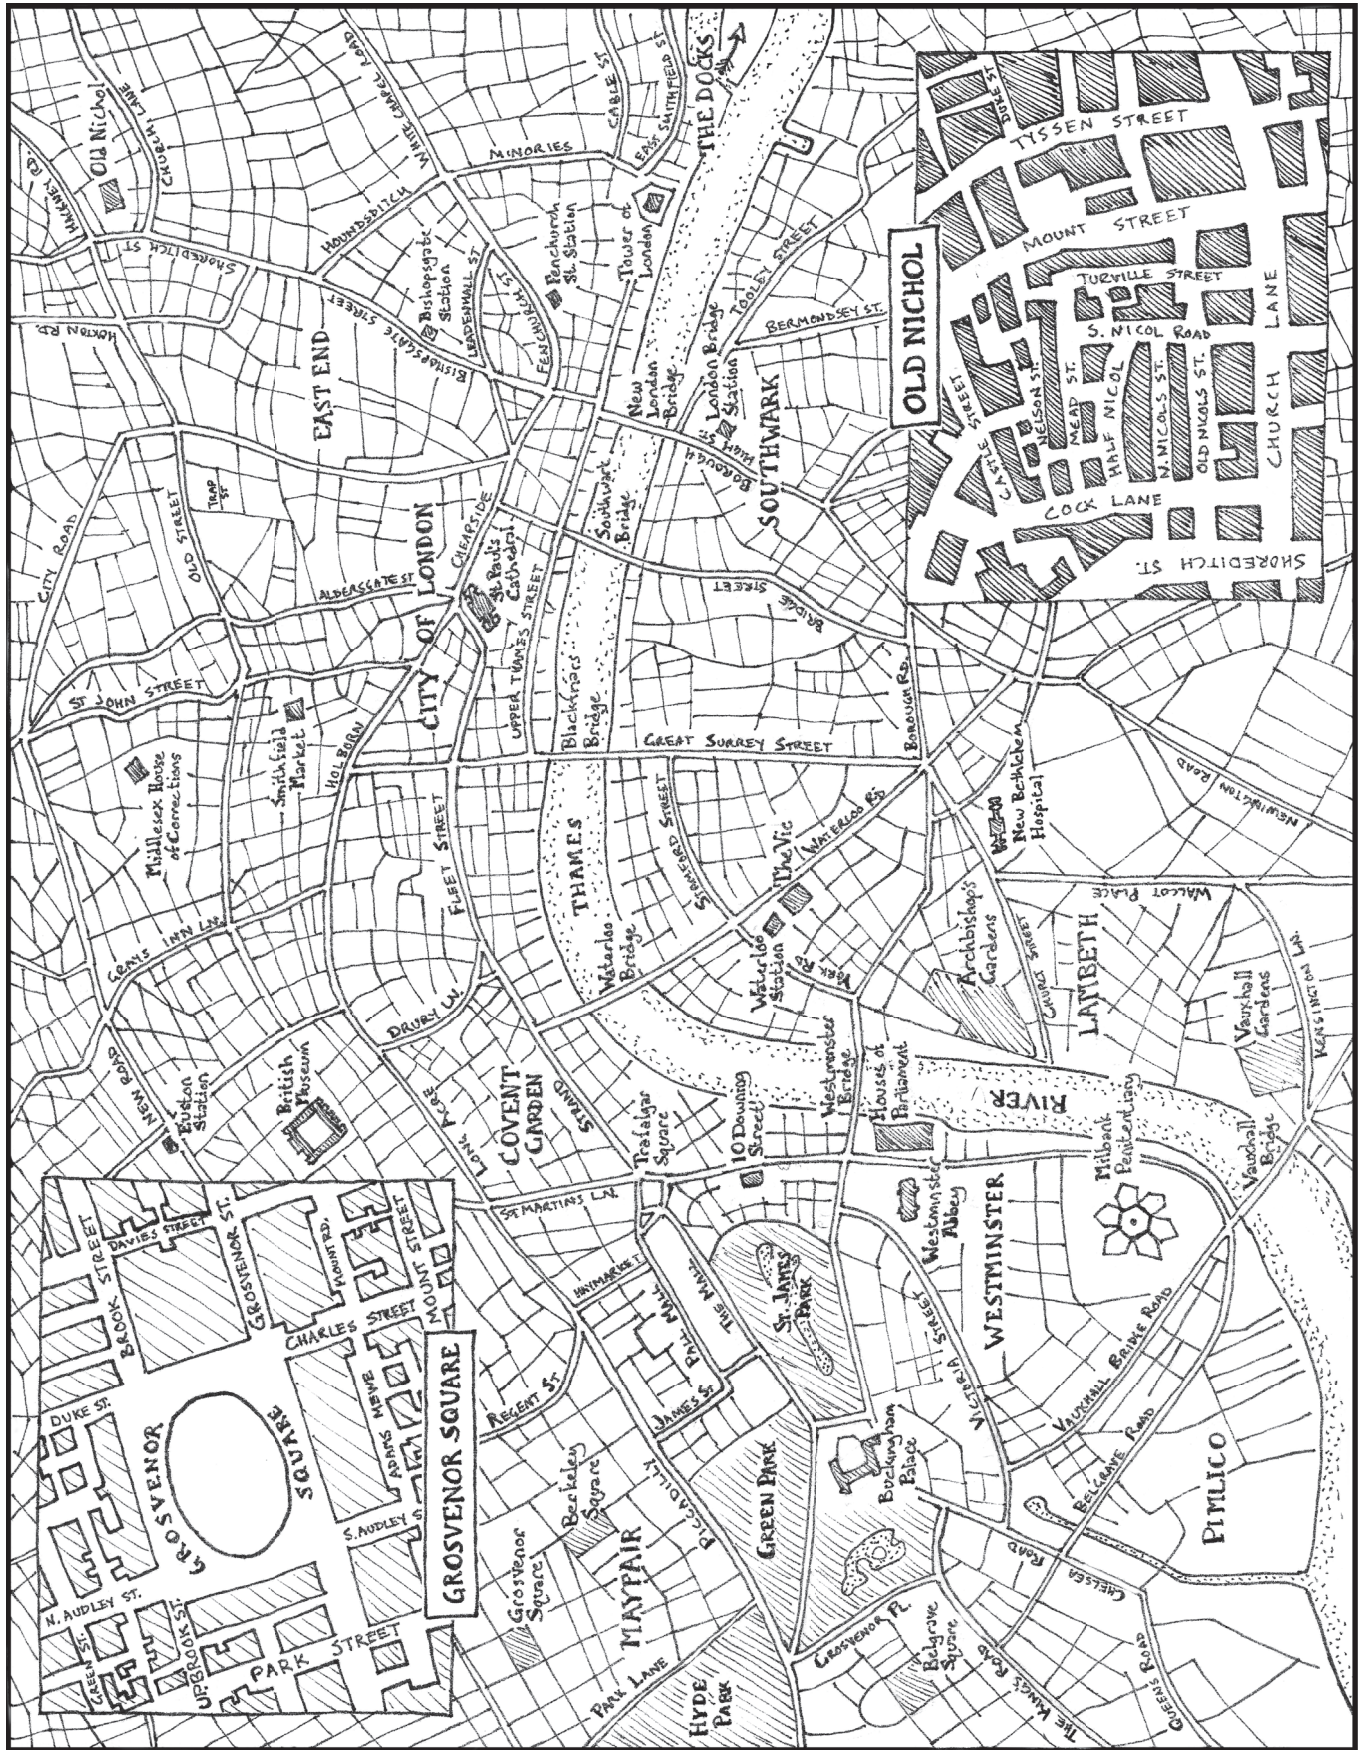 HACKNEY RD
Old Nichol
CHURCH LANE
WHITE CHAPEL ROAD
CABLE ST
EAST SMITHFIELD ST
THE DOCKS
MINORIES
HOUNDSDITCH
SHOREDITCH ST.
HOXTON RD.
Bishopsgate
Station
BISHOPSGATE STREET
LEADENHALL ST
FENCHURCH ST
Fenchurch
St. Station
Tower of
London
EAST END
New
London
Bridge
London Bridge
Station
TOOLEY STREET
BERMONDSEY ST.
BOROUGH HIGH ST.
SOUTHWARK
CITY ROAD
OLD STREET
TRAP
ST
ALDERSGATE ST
CITY OF LONDON
CHEAPSIDE
St. Paul's
Cathedral
UPPER THAMES STREET
Southwark
Bridge
BRIDGE STREET
BOROUGH RD.
ST JOHN STREET
Middlesex House
of Corrections
Smithfield
Market
HOLBORN
Blackfriars
Bridge
GREAT SURREY STREET
FLEET STREET
THAMES
STAMFORD STREET
The Vic
WATERLOO RD
New Bethlehem
Hospital
NEWINGTON ROAD
GRAYS INN LN.
Waterloo
Bridge
Waterloo
Station
YORK RD
Archbishop's
Gardens
CHURCH STREET
WALCOT PLACE
LAMBETH
Vauxhall
Gardens
KENSINGTON LN.
NEW ROAD
Euston
Station
British
Museum
DRURY LN.
LONG ACRE
COVENT
GARDEN
STRAND
Trafalgar
Square
10 Downing
Street
Westminster
Bridge
Houses of
Parliament
RIVER
Milbank
Penitentiary
Vauxhall
Bridge
ST MARTINS LN.
HAYMARKET
PALL MALL
THE MALL
ST. JAMES
PARK
Westminster
Abbey
WESTMINSTER
VICTORIA STREET
VAUXHALL BRIDGE ROAD
REGENT ST
JAMES ST
PICCADILLY
GREEN PARK
Buckingham
Palace
BELGRAVE ROAD
PIMLICO
Berkeley
Square
Grosvenor
Square
MAYFAIR
PARK LANE
HYDE
PARK
GROSVENOR PL.
Belgrave
Square
CHELSEA ROAD
THE KINGS ROAD
QUEENS ROAD
OLD NICHOL
DUKE ST
TYSSEN STREET
MOUNT STREET
TURVILLE STREET
S. NICOL ROAD
CASTLE STREET
NELSON ST.
MEAD ST.
HALF NICOL
N. NICOLS ST.
OLD NICOLS ST.
CHURCH LANE
COCK LANE
SHOREDITCH
ST.
GROSVENOR SQUARE
BROOK STREET
DAVIES STREET
GROSVENOR ST.
MOUNT RD.
MOUNT STREET
CHARLES STREET
DUKE ST.
GROSVENOR
SQUARE
ADAMS MEWE
S. AUDLEY S
N. AUDLEY ST.
GREEN ST.
UPBROOK ST.
PARK STREET